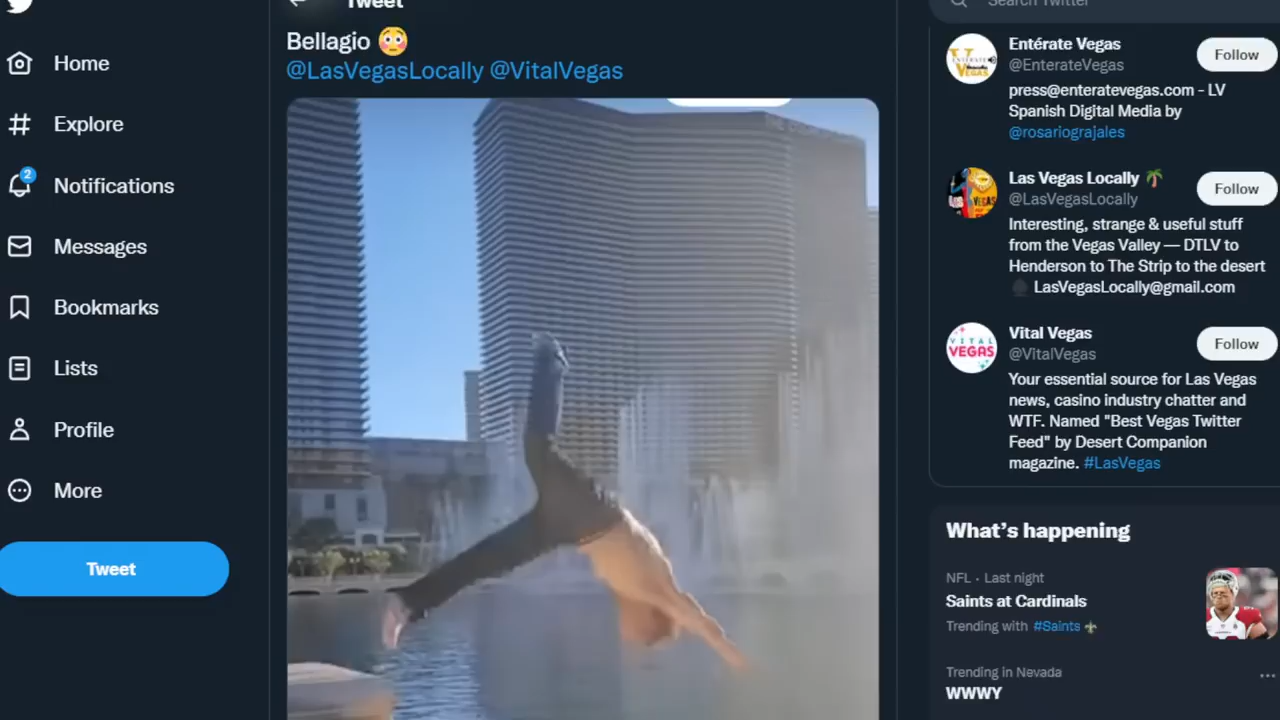 Tweet
Search Twitter
Home
Explore
2
Notifications
Messages
Bookmarks
Lists
Profile
More
Tweet
Bellagio 😳
@LasVegasLocally @VitalVegas
Entérate Vegas
@EnterateVegas
Follow
press@enteratevegas.com - LV
Spanish Digital Media by
@rosariograjales
Las Vegas Locally 🌴
@LasVegasLocally
Follow
Interesting, strange & useful stuff
from the Vegas Valley — DTLV to
Henderson to The Strip to the desert
LasVegasLocally@gmail.com
VITAL
VEGAS
Vital Vegas
@VitalVegas
Follow
Your essential source for Las Vegas
news, casino industry chatter and
WTF. Named "Best Vegas Twitter
Feed" by Desert Companion
magazine. #LasVegas
What's happening
NFL · Last night
Saints at Cardinals
Trending with #Saints ⚜
Trending in Nevada
WWWY